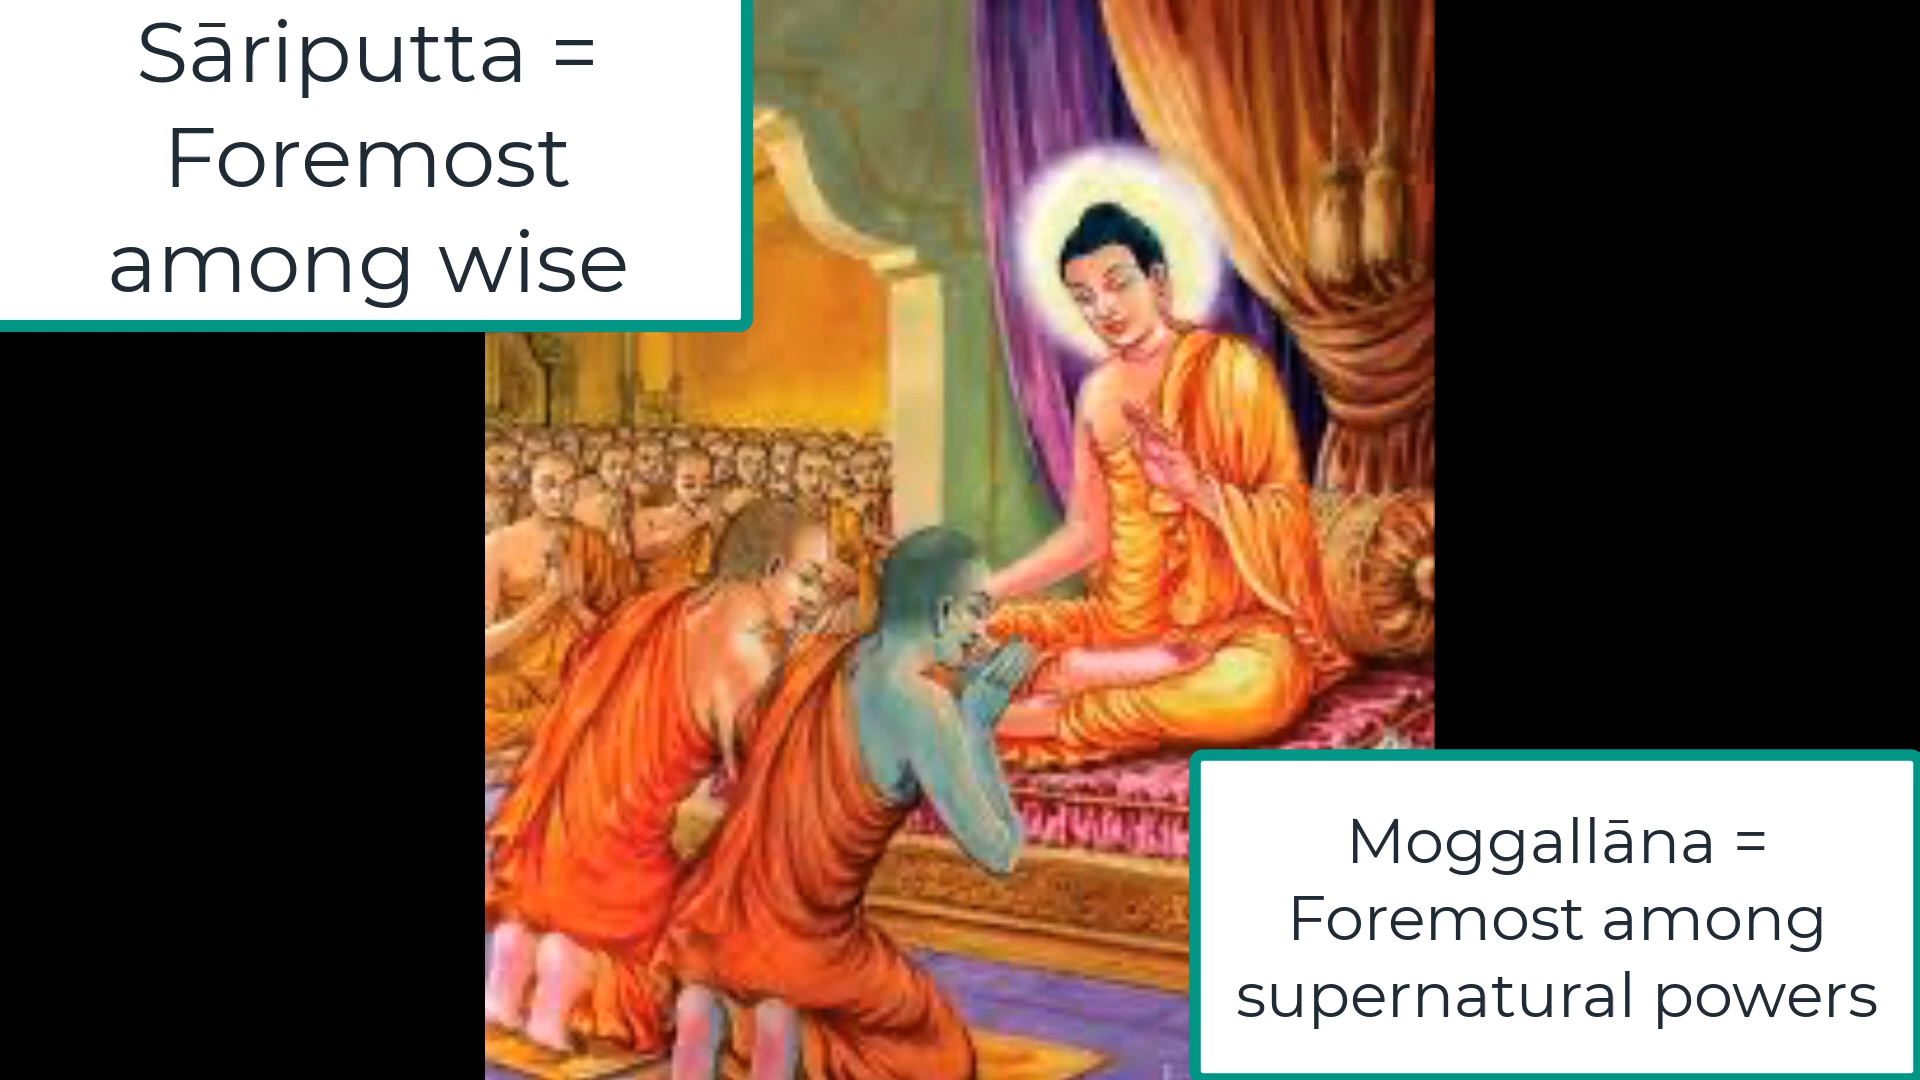 Sāriputta =
Foremost
among wise
Moggallāna =
Foremost among
supernatural powers